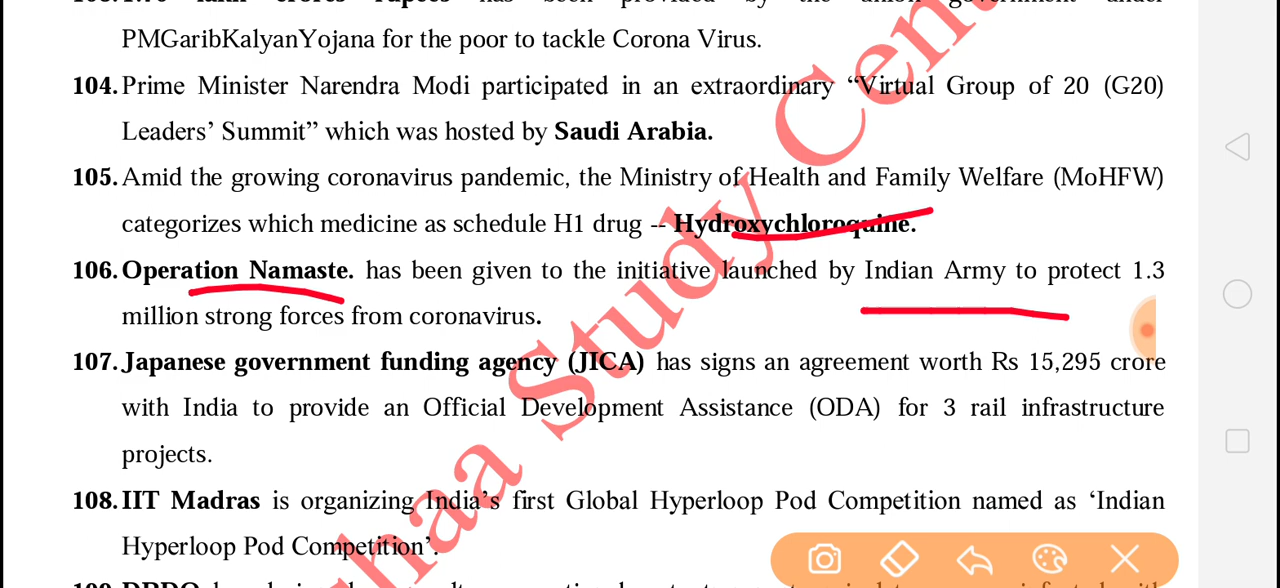 PMGaribKalyanYojana for the poor to tackle Corona Virus.
104. Prime Minister Narendra Modi participated in an extraordinary “Virtual Group of 20 (G20)
Leaders’ Summit” which was hosted by Saudi Arabia.
105. Amid the growing coronavirus pandemic, the Ministry of Health and Family Welfare (MoHFW)
categorizes which medicine as schedule H1 drug -- Hydroxychloroquine.
106. Operation Namaste. has been given to the initiative launched by Indian Army to protect 1.3
million strong forces from coronavirus.
107. Japanese government funding agency (JICA) has signs an agreement worth Rs 15,295 crore
with India to provide an Official Development Assistance (ODA) for 3 rail infrastructure
projects.
108. IIT Madras is organizing India’s first Global Hyperloop Pod Competition named as ‘Indian
Hyperloop Pod Competition’.
haa Study Cen